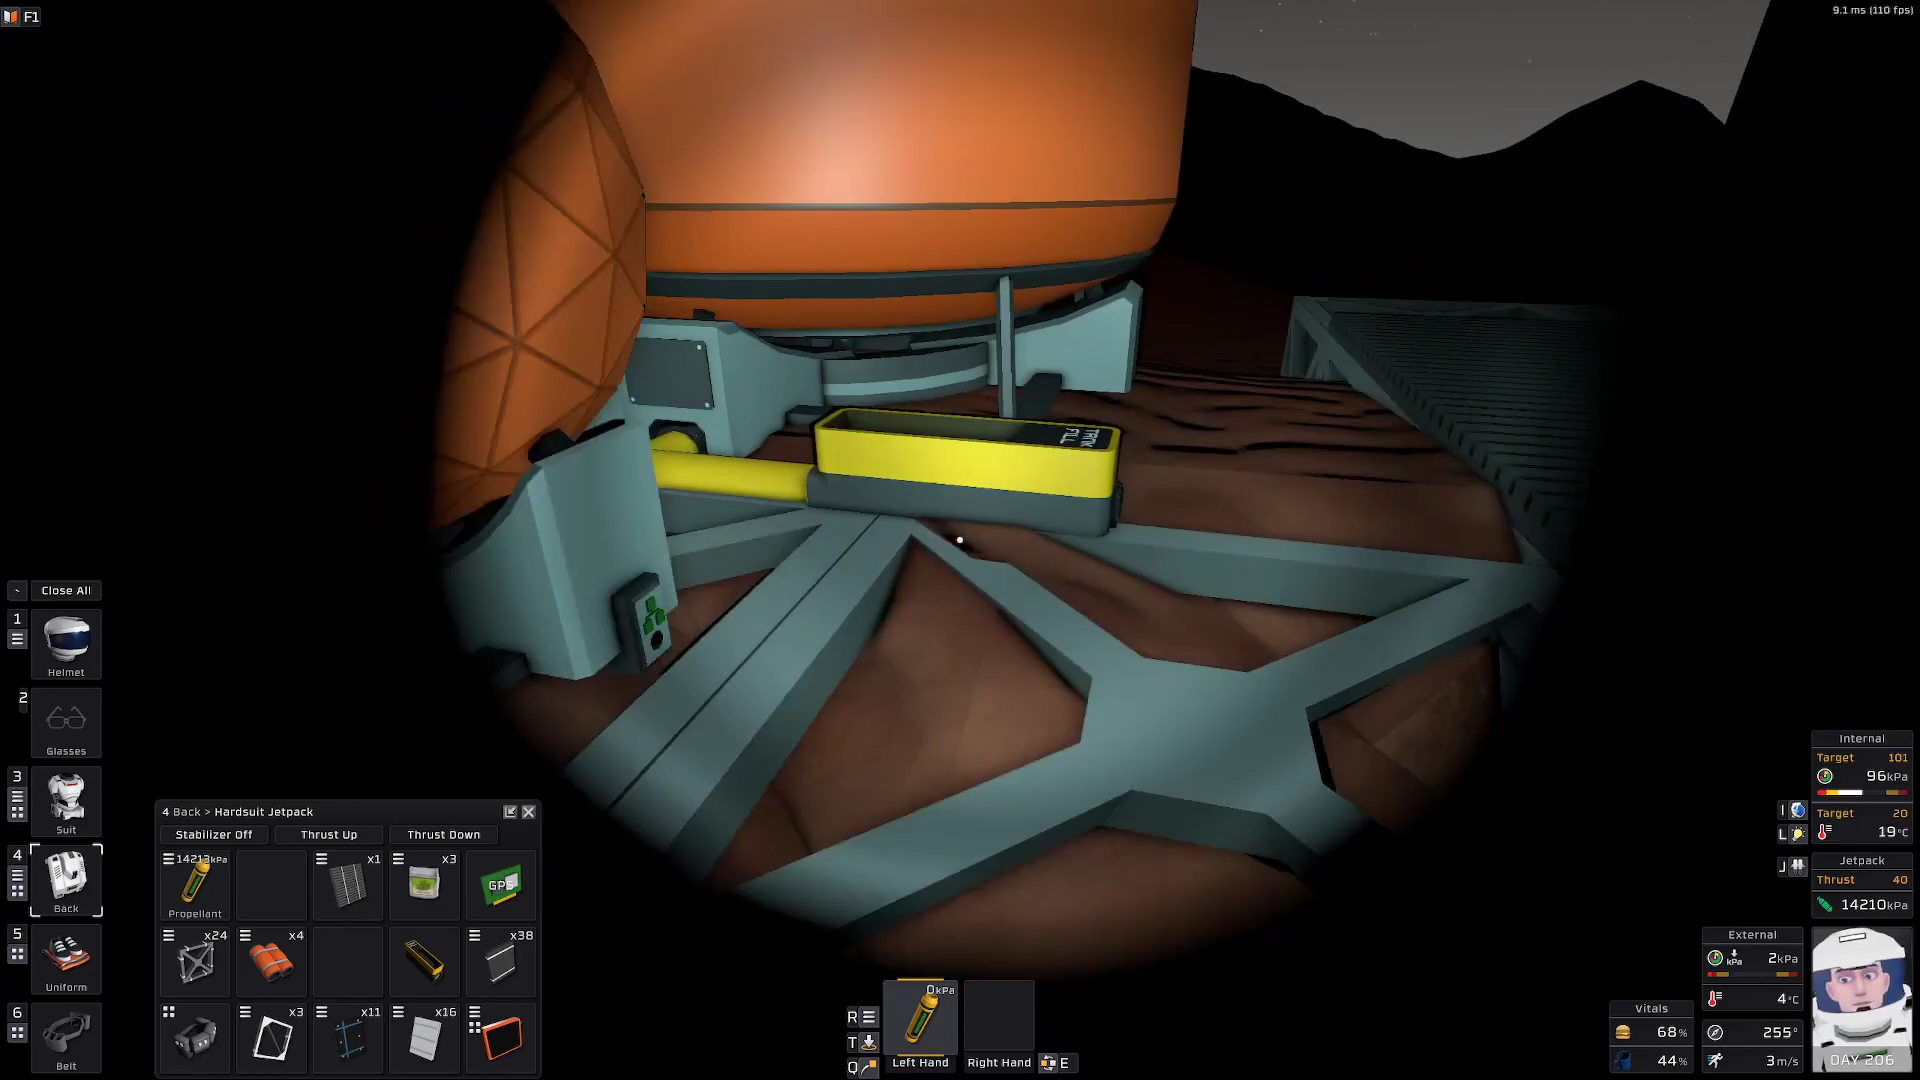 F1
9.1 ms (110 fps)
TANK
FILL
~ Close All
1
Helmet
2
Glasses
3
Suit
4
Back
5
Uniform
6
Belt
4 Back > Hardsuit Jetpack
Stabilizer Off Thrust Up Thrust Down
14213kPa x1 x3
GPS
Propellant
x24 x4 x38
x3 x11 x16
R
T
Q
0kPa
Left Hand Right Hand E
Internal
Target 101
96kPa
Target 20
19°C
I
L
J
Jetpack
Thrust 40
14210kPa
External
kPa 2kPa
4°C
Vitals
68%
44%
255°
3m/s
DAY 206